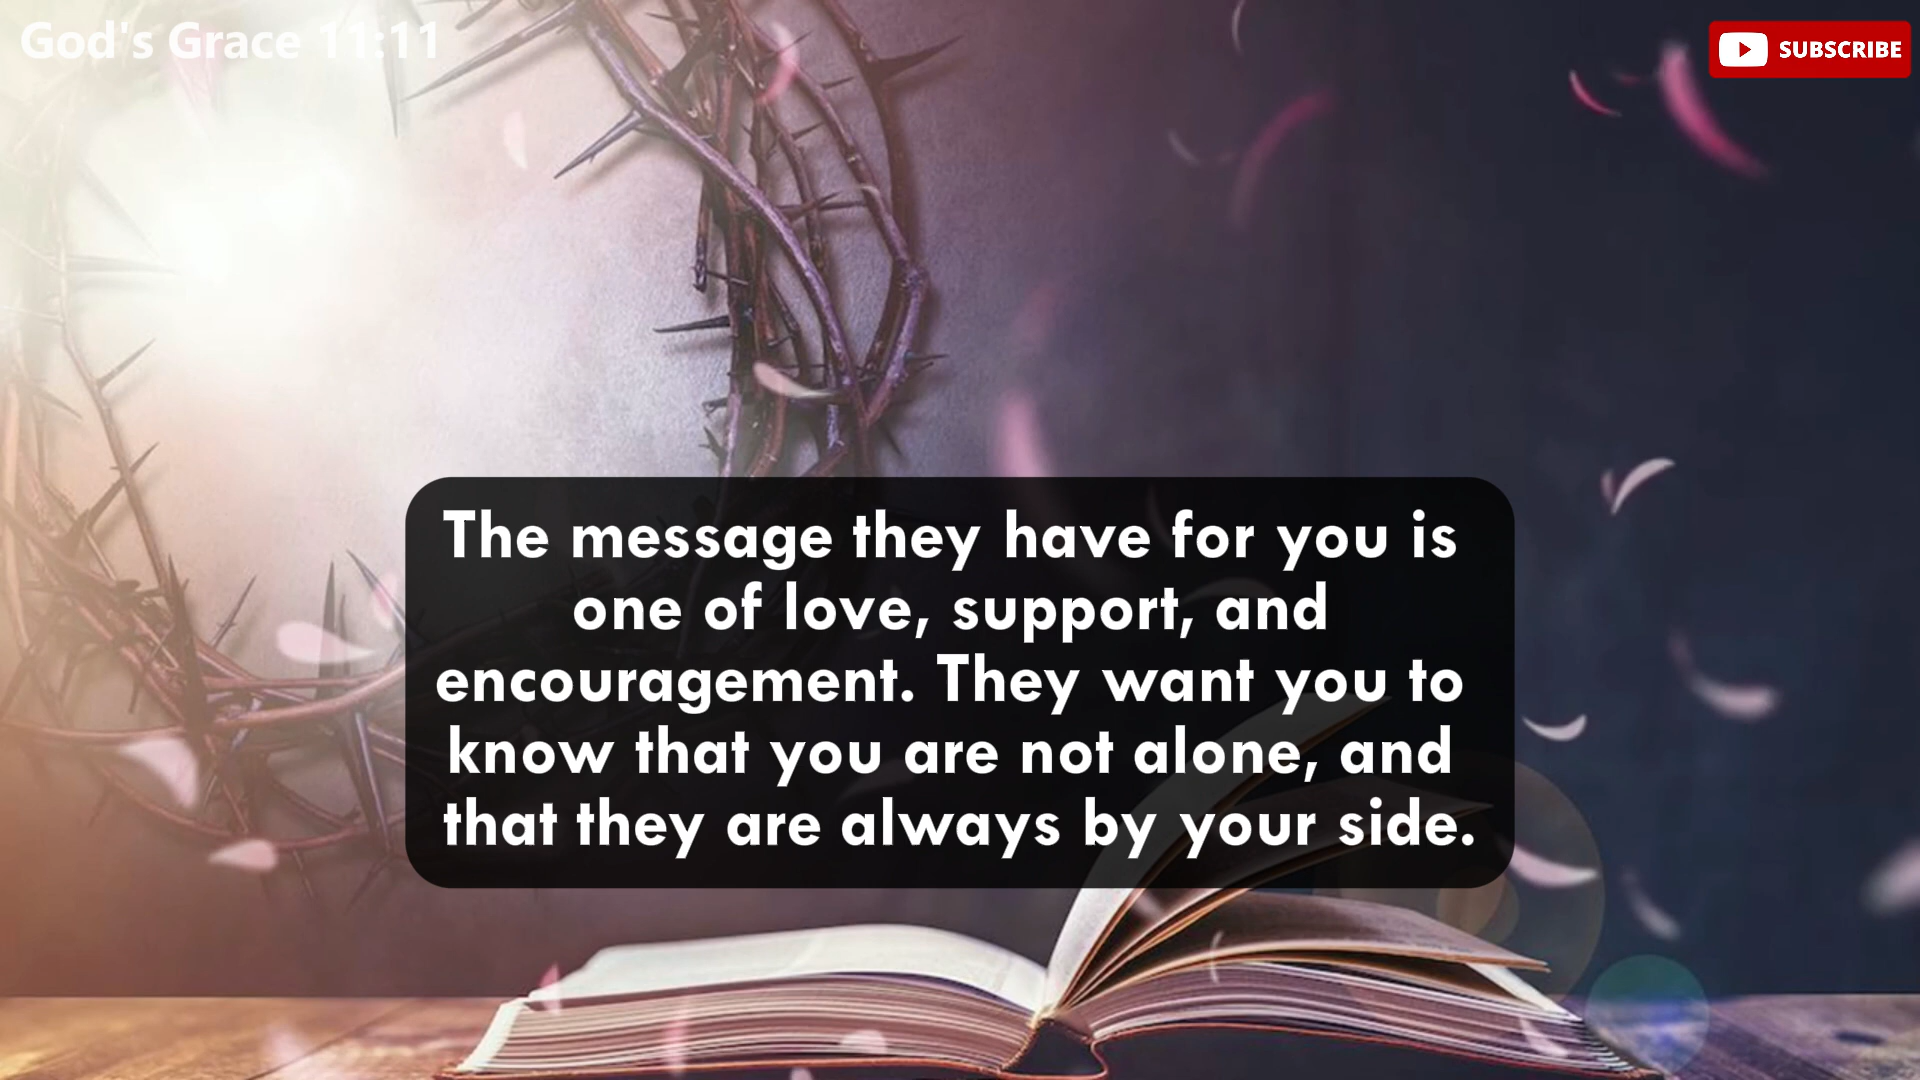 God's Grace 11:11
SUBSCRIBE
The message they have for you is
one of love, support, and
encouragement. They want you to
know that you are not alone, and
that they are always by your side.